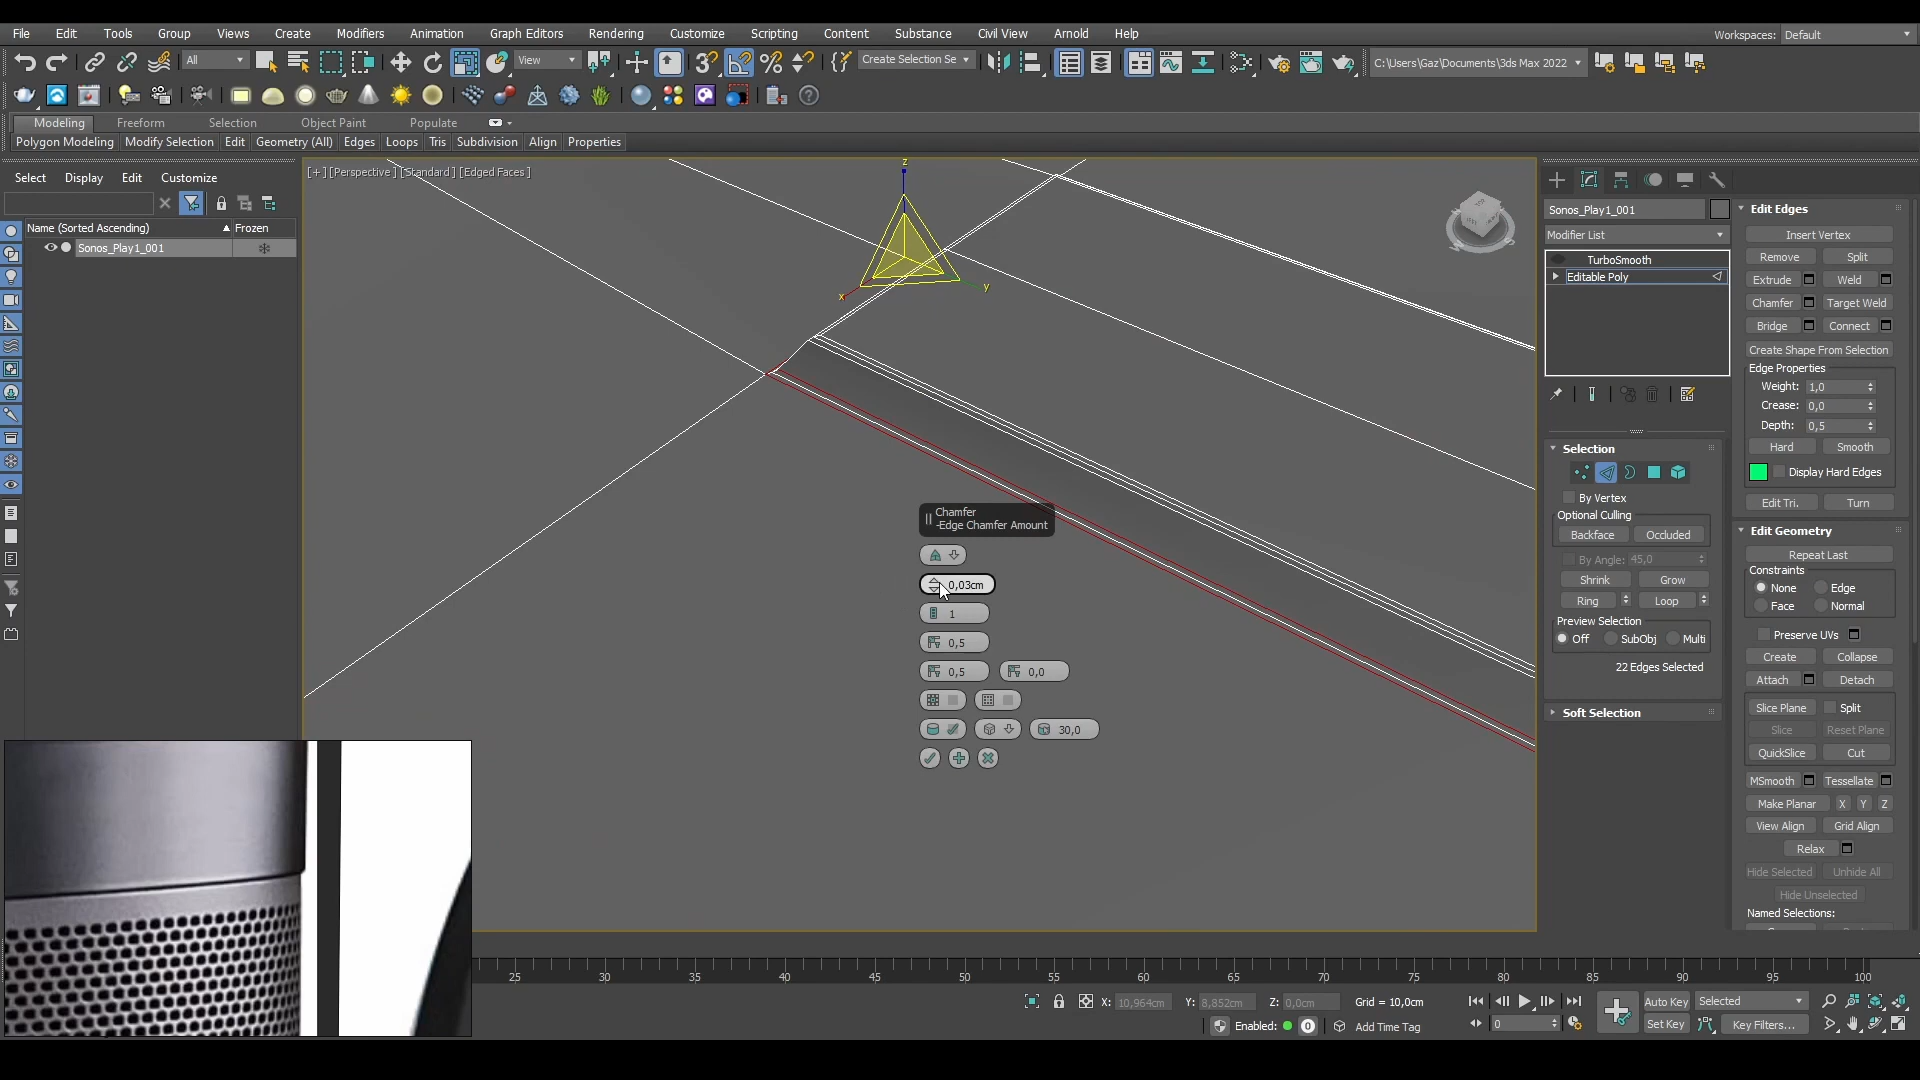 File Edit Tools Group Views Create Modifiers Animation Graph Editors Rendering Customize Scripting Content Substance Civil View Arnold Help
Workspaces: Default
All View Create Selection Se C:\Users\Gaz\Documents\3ds Max 2022
Modeling Freeform Selection Object Paint Populate
Polygon Modeling Modify Selection Edit Geometry (All) Edges Loops Tris Subdivision Align Properties
Select Display Edit Customize
Name (Sorted Ascending) Frozen
Sonos_Play1_001
[+] [Perspective ] [Standard ] [Edged Faces ]
z
x
y
Chamfer
-Edge Chamfer Amount
0,03cm
1
0,5
0,5 0,0
30,0
Sonos_Play1_001
Modifier List
TurboSmooth
Editable Poly
Selection
By Vertex
Optional Culling
Backface Occluded
By Angle: 45,0
Shrink Grow
Ring Loop
Preview Selection
Off SubObj Multi
22 Edges Selected
Soft Selection
Edit Edges
Insert Vertex
Remove Split
Extrude Weld
Chamfer Target Weld
Bridge Connect
Create Shape From Selection
Edge Properties
Weight: 1,0
Crease: 0,0
Depth: 0,5
Hard Smooth
Display Hard Edges
Edit Tri. Turn
Edit Geometry
Repeat Last
Constraints
None Edge
Face Normal
Preserve UVs
Create Collapse
Attach Detach
Slice Plane Split
Slice Reset Plane
QuickSlice Cut
MSmooth Tessellate
Make Planar X Y Z
View Align Grid Align
Relax
Hide Selected Unhide All
Hide Unselected
Named Selections:
25 30 35 40 45 50 55 60 65 70 75 80 85 90 95 100
X: 10,964cm Y: 8,852cm Z: 0,0cm Grid = 10,0cm
Enabled: 0 Add Time Tag
0
Auto Key Selected
Set Key Key Filters...